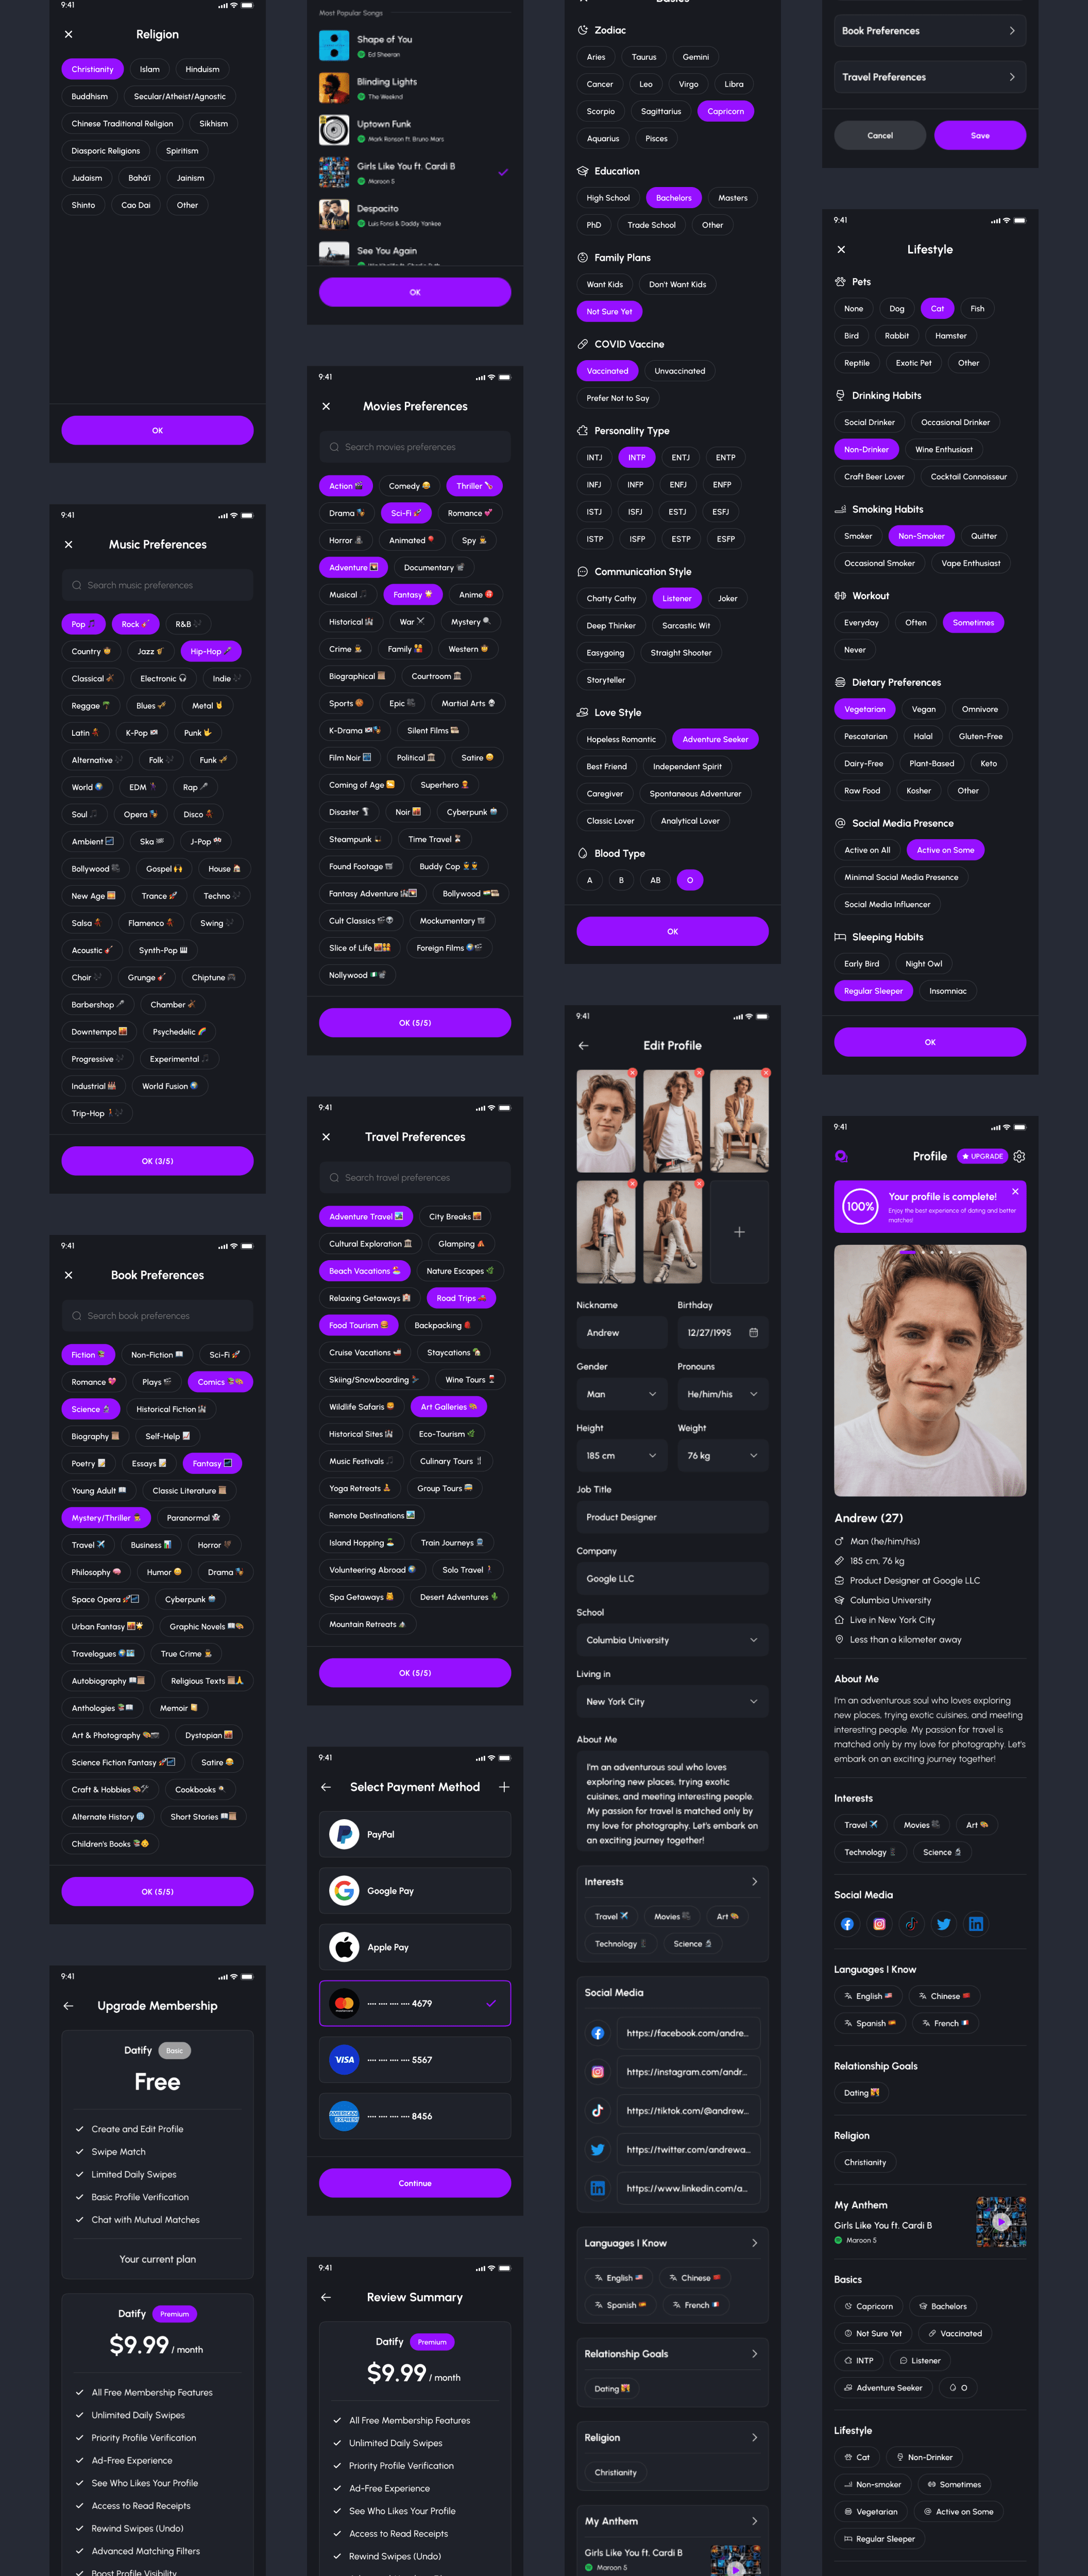 9:41
Religion
Christianity Islam Hinduism
Buddhism Secular/Atheist/Agnostic
Chinese Traditional Religion Sikhism
Diasporic Religions Spiritism
Judaism Bahá'í Jainism
Shinto Cao Dai Other
OK
9:41
Music Preferences
Search music preferences
Pop Rock R&B
Country Jazz Hip-Hop
Classical Electronic Indie
Reggae Blues Metal
Latin K-Pop Punk
Alternative Folk Funk
World EDM Rap
Soul Opera Disco
Ambient Ska J-Pop
Bollywood Gospel House
New Age Trance Techno
Salsa Flamenco Swing
Acoustic Synth-Pop
Choir Grunge Chiptune
Barbershop Chamber
Downtempo Psychedelic
Progressive Experimental
Industrial World Fusion
Trip-Hop
OK (3/5)
9:41
Book Preferences
Search book preferences
Fiction Non-Fiction Sci-Fi
Romance Plays Comics
Science Historical Fiction
Biography Self-Help
Poetry Essays Fantasy
Young Adult Classic Literature
Mystery/Thriller Paranormal
Travel Business Horror
Philosophy Humor Drama
Space Opera Cyberpunk
Urban Fantasy Graphic Novels
Travelogues True Crime
Autobiography Religious Texts
Anthologies Memoir
Art & Photography Dystopian
Science Fiction Fantasy Satire
Craft & Hobbies Cookbooks
Alternate History Short Stories
Children's Books
OK (5/5)
9:41
Upgrade Membership
Datify Basic
Free
Create and Edit Profile
Swipe Match
Limited Daily Swipes
Basic Profile Verification
Chat with Mutual Matches
Your current plan
Datify Premium
$9.99 / month
All Free Membership Features
Unlimited Daily Swipes
Priority Profile Verification
Ad-Free Experience
See Who Likes Your Profile
Access to Read Receipts
Rewind Swipes (Undo)
Advanced Matching Filters
Boost Profile Visibility
Most Popular Songs
Shape of You
Ed Sheeran
Blinding Lights
The Weeknd
Uptown Funk
Mark Ronson ft. Bruno Mars
Girls Like You ft. Cardi B
Maroon 5
Despacito
Luis Fonsi & Daddy Yankee
See You Again
OK
9:41
Movies Preferences
Search movies preferences
Action Comedy Thriller
Drama Sci-Fi Romance
Horror Animated Spy
Adventure Documentary
Musical Fantasy Anime
Historical War Mystery
Crime Family Western
Biographical Courtroom
Sports Epic Martial Arts
K-Drama Silent Films
Film Noir Political Satire
Coming of Age Superhero
Disaster Noir Cyberpunk
Steampunk Time Travel
Found Footage Buddy Cop
Fantasy Adventure Bollywood
Cult Classics Mockumentary
Slice of Life Foreign Films
Nollywood
OK (5/5)
9:41
Travel Preferences
Search travel preferences
Adventure Travel City Breaks
Cultural Exploration Glamping
Beach Vacations Nature Escapes
Relaxing Getaways Road Trips
Food Tourism Backpacking
Cruise Vacations Staycations
Skiing/Snowboarding Wine Tours
Wildlife Safaris Art Galleries
Historical Sites Eco-Tourism
Music Festivals Culinary Tours
Yoga Retreats Group Tours
Remote Destinations
Island Hopping Train Journeys
Volunteering Abroad Solo Travel
Spa Getaways Desert Adventures
Mountain Retreats
OK (5/5)
9:41
Select Payment Method
PayPal
Google Pay
Apple Pay
•••• •••• •••• 4679
VISA •••• •••• •••• 5567
AMERICAN EXPRESS •••• •••• •••• 8456
Continue
9:41
Review Summary
Datify Premium
$9.99 / month
All Free Membership Features
Unlimited Daily Swipes
Priority Profile Verification
Ad-Free Experience
See Who Likes Your Profile
Access to Read Receipts
Rewind Swipes (Undo)
Zodiac
Aries Taurus Gemini
Cancer Leo Virgo Libra
Scorpio Sagittarius Capricorn
Aquarius Pisces
Education
High School Bachelors Masters
PhD Trade School Other
Family Plans
Want Kids Don't Want Kids
Not Sure Yet
COVID Vaccine
Vaccinated Unvaccinated
Prefer Not to Say
Personality Type
INTJ INTP ENTJ ENTP
INFJ INFP ENFJ ENFP
ISTJ ISFJ ESTJ ESFJ
ISTP ISFP ESTP ESFP
Communication Style
Chatty Cathy Listener Joker
Deep Thinker Sarcastic Wit
Easygoing Straight Shooter
Storyteller
Love Style
Hopeless Romantic Adventure Seeker
Best Friend Independent Spirit
Caregiver Spontaneous Adventurer
Classic Lover Analytical Lover
Blood Type
A B AB O
OK
9:41
Edit Profile
Nickname Birthday
Andrew 12/27/1995
Gender Pronouns
Man He/him/his
Height Weight
185 cm 76 kg
Job Title
Product Designer
Company
Google LLC
School
Columbia University
Living in
New York City
About Me
I'm an adventurous soul who loves
exploring new places, trying exotic
cuisines, and meeting interesting people.
My passion for travel is matched only by
my love for photography. Let's embark on
an exciting journey together!
Interests
Travel Movies Art
Technology Science
Social Media
https://facebook.com/andre...
https://instagram.com/andr...
https://tiktok.com/@andrew...
https://twitter.com/andrewa...
https://www.linkedin.com/a...
Languages I Know
English Chinese
Spanish French
Relationship Goals
Dating
Religion
Christianity
My Anthem
Girls Like You ft. Cardi B
Maroon 5
Book Preferences
Travel Preferences
Cancel Save
9:41
Lifestyle
Pets
None Dog Cat Fish
Bird Rabbit Hamster
Reptile Exotic Pet Other
Drinking Habits
Social Drinker Occasional Drinker
Non-Drinker Wine Enthusiast
Craft Beer Lover Cocktail Connoisseur
Smoking Habits
Smoker Non-Smoker Quitter
Occasional Smoker Vape Enthusiast
Workout
Everyday Often Sometimes
Never
Dietary Preferences
Vegetarian Vegan Omnivore
Pescatarian Halal Gluten-Free
Dairy-Free Plant-Based Keto
Raw Food Kosher Other
Social Media Presence
Active on All Active on Some
Minimal Social Media Presence
Social Media Influencer
Sleeping Habits
Early Bird Night Owl
Regular Sleeper Insomniac
OK
9:41
Profile UPGRADE
100% Your profile is complete!
Enjoy the best experience of dating and better
matches!
Andrew (27)
Man (he/him/his)
185 cm, 76 kg
Product Designer at Google LLC
Columbia University
Live in New York City
Less than a kilometer away
About Me
I'm an adventurous soul who loves exploring
new places, trying exotic cuisines, and meeting
interesting people. My passion for travel is
matched only by my love for photography. Let's
embark on an exciting journey together!
Interests
Travel Movies Art
Technology Science
Social Media
Languages I Know
English Chinese
Spanish French
Relationship Goals
Dating
Religion
Christianity
My Anthem
Girls Like You ft. Cardi B
Maroon 5
Basics
Capricorn Bachelors
Not Sure Yet Vaccinated
INTP Listener
Adventure Seeker O
Lifestyle
Cat Non-Drinker
Non-smoker Sometimes
Vegetarian Active on Some
Regular Sleeper